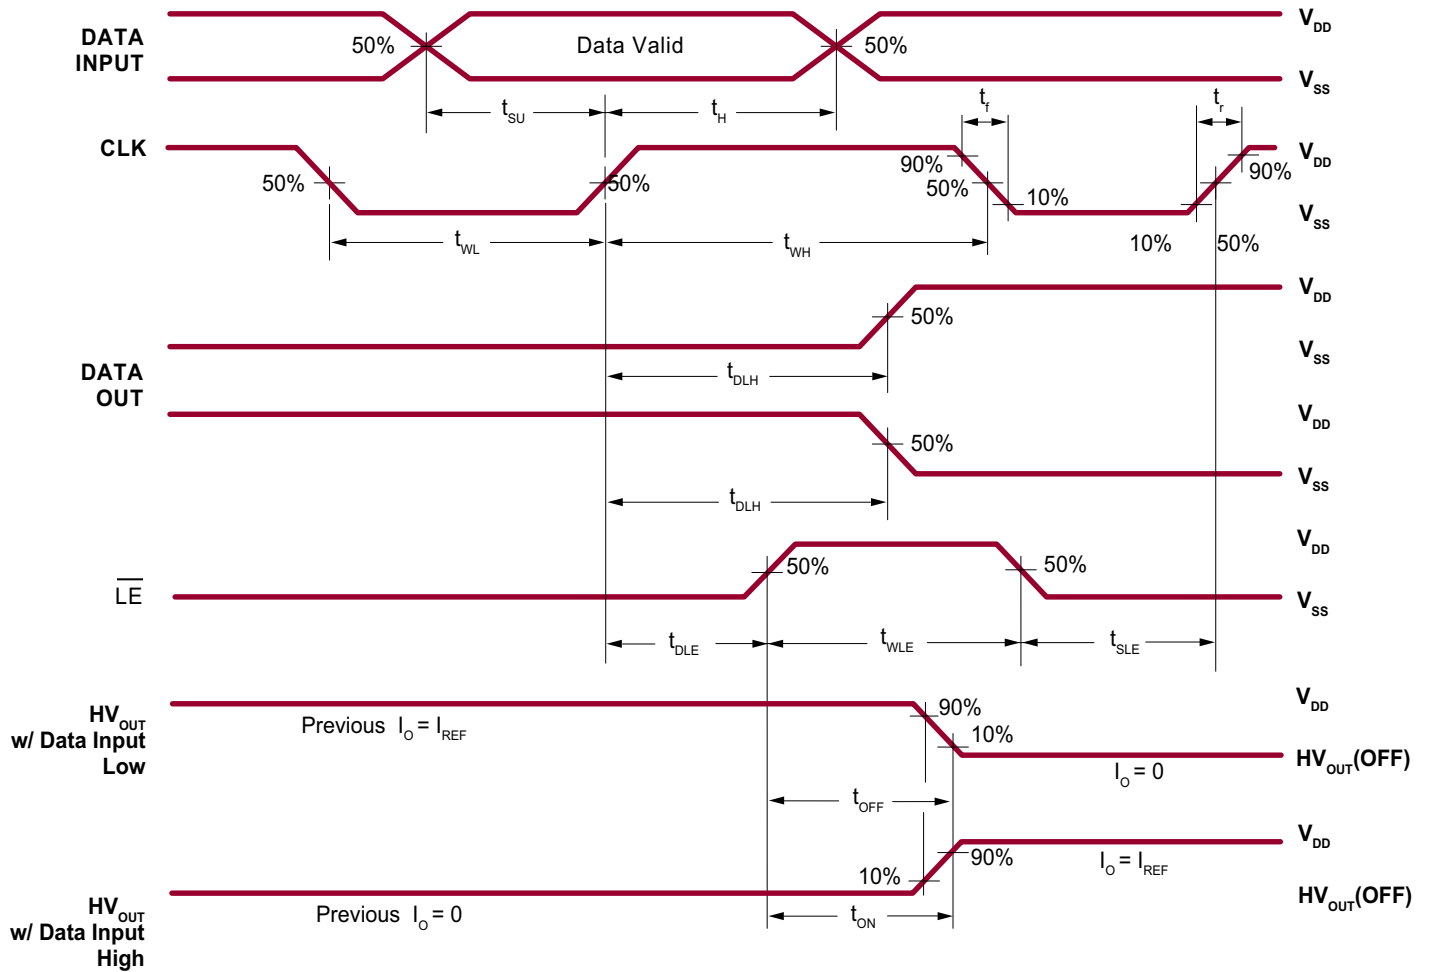 DATA
INPUT
50%
Data Valid
50%
V_DD
V_SS
t_SU
t_H
t_f
t_r
CLK
50%
50%
90%
50%
10%
90%
10%
50%
V_DD
V_SS
t_WL
t_WH
DATA
OUT
50%
V_DD
V_SS
t_DLH
50%
V_DD
V_SS
t_DLH
L̅E̅
50%
50%
V_DD
V_SS
t_DLE
t_WLE
t_SLE
HV_OUT
w/ Data Input
Low
Previous I_O = I_REF
90%
10%
I_O = 0
V_DD
HV_OUT(OFF)
t_OFF
HV_OUT
w/ Data Input
High
Previous I_O = 0
10%
90%
I_O = I_REF
V_DD
HV_OUT(OFF)
t_ON